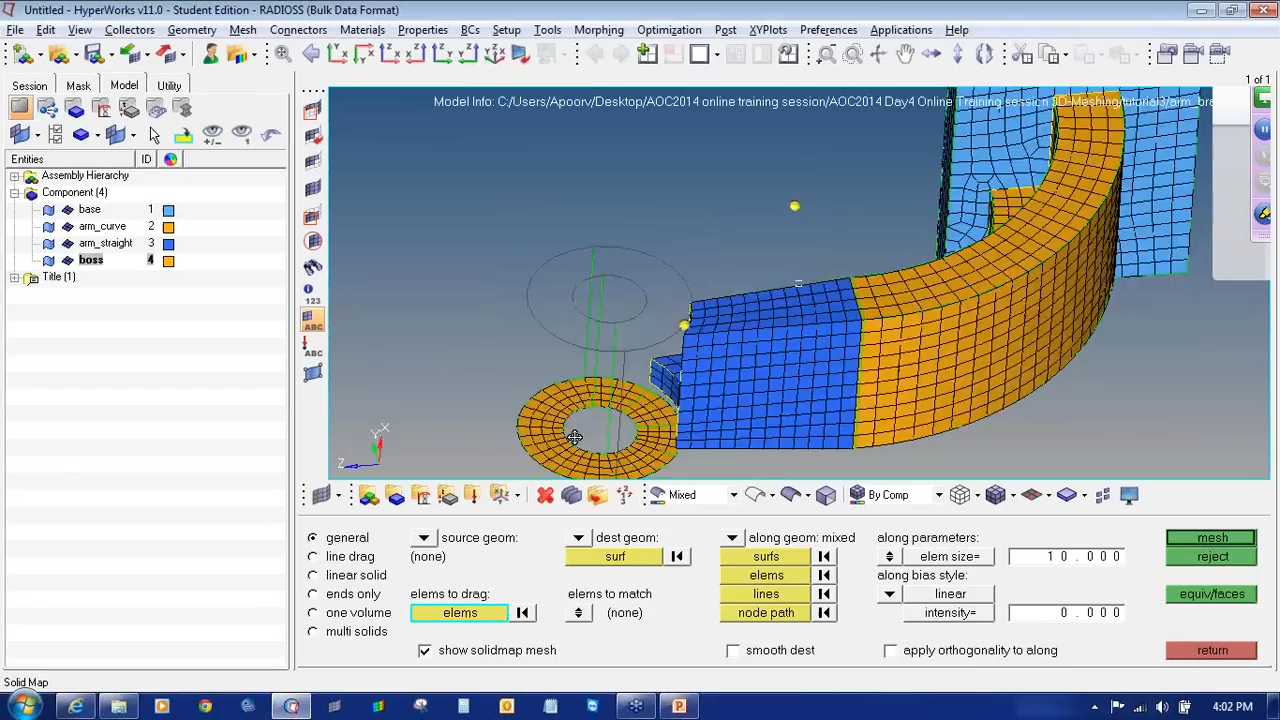 Untitled - HyperWorks v11.0 - Student Edition - RADIOSS (Bulk Data Format)
File Edit View Collectors Geometry Mesh Connectors Materials Properties BCs Setup Tools Morphing Optimization Post XYPlots Preferences Applications Help
1 of 1
Session Mask Model Utility
Model Info: C:/Users/Apoorv/Desktop/AOC2014 online training session/AOC2014 Day4 Online Training session 3D-Meshing/tutorial3/arm_bra
Entities ID
Assembly Hierarchy
Component (4)
base 1
arm_curve 2
arm_straight 3
boss 4
Title (1)
123
ABC
ABC
Y X
Z
Mixed By Comp
general source geom: dest geom: along geom: mixed along parameters: mesh
line drag (none) surf surfs elem size= 10.000 reject
linear solid elems along bias style:
ends only elems to drag: elems to match lines linear equiv/faces
one volume elems (none) node path intensity= 0.000
multi solids
show solidmap mesh smooth dest apply orthogonality to along return
Solid Map
4:02 PM